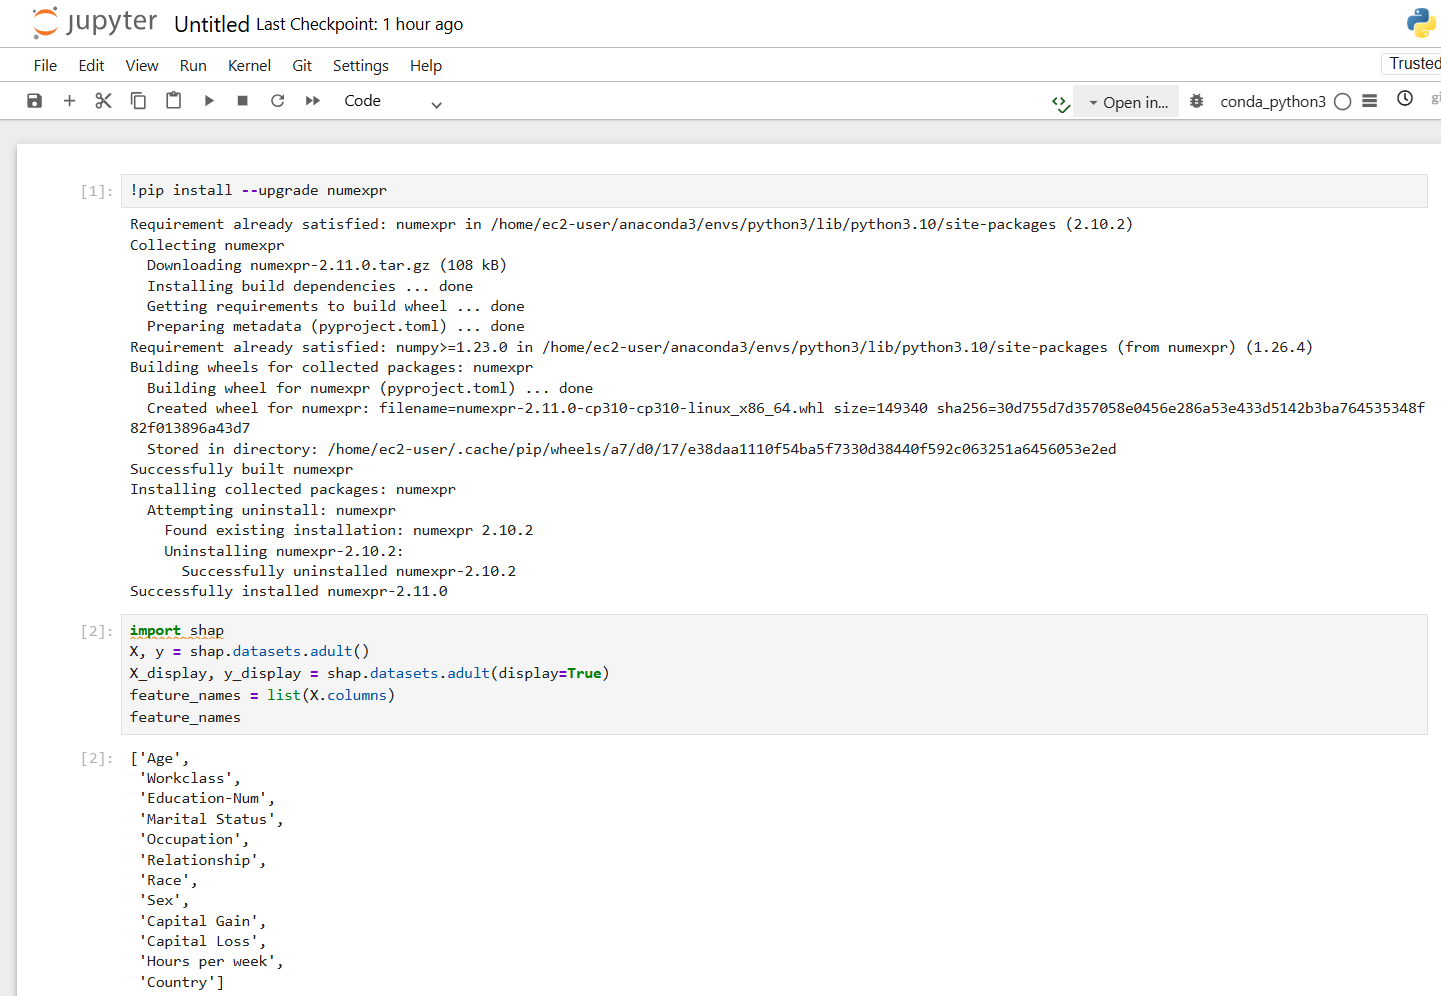 jupyter Untitled Last Checkpoint: 1 hour ago
File Edit View Run Kernel Git Settings Help
Trusted
Code
Open in...
conda_python3
[1]: !pip install --upgrade numexpr
Requirement already satisfied: numexpr in /home/ec2-user/anaconda3/envs/python3/lib/python3.10/site-packages (2.10.2)
Collecting numexpr
  Downloading numexpr-2.11.0.tar.gz (108 kB)
  Installing build dependencies ... done
  Getting requirements to build wheel ... done
  Preparing metadata (pyproject.toml) ... done
Requirement already satisfied: numpy>=1.23.0 in /home/ec2-user/anaconda3/envs/python3/lib/python3.10/site-packages (from numexpr) (1.26.4)
Building wheels for collected packages: numexpr
  Building wheel for numexpr (pyproject.toml) ... done
  Created wheel for numexpr: filename=numexpr-2.11.0-cp310-cp310-linux_x86_64.whl size=149340 sha256=30d755d7d357058e0456e286a53e433d5142b3ba764535348f
82f013896a43d7
  Stored in directory: /home/ec2-user/.cache/pip/wheels/a7/d0/17/e38daa1110f54ba5f7330d38440f592c063251a6456053e2ed
Successfully built numexpr
Installing collected packages: numexpr
  Attempting uninstall: numexpr
    Found existing installation: numexpr 2.10.2
    Uninstalling numexpr-2.10.2:
      Successfully uninstalled numexpr-2.10.2
Successfully installed numexpr-2.11.0
[2]: import shap
X, y = shap.datasets.adult()
X_display, y_display = shap.datasets.adult(display=True)
feature_names = list(X.columns)
feature_names
[2]: ['Age',
 'Workclass',
 'Education-Num',
 'Marital Status',
 'Occupation',
 'Relationship',
 'Race',
 'Sex',
 'Capital Gain',
 'Capital Loss',
 'Hours per week',
 'Country']